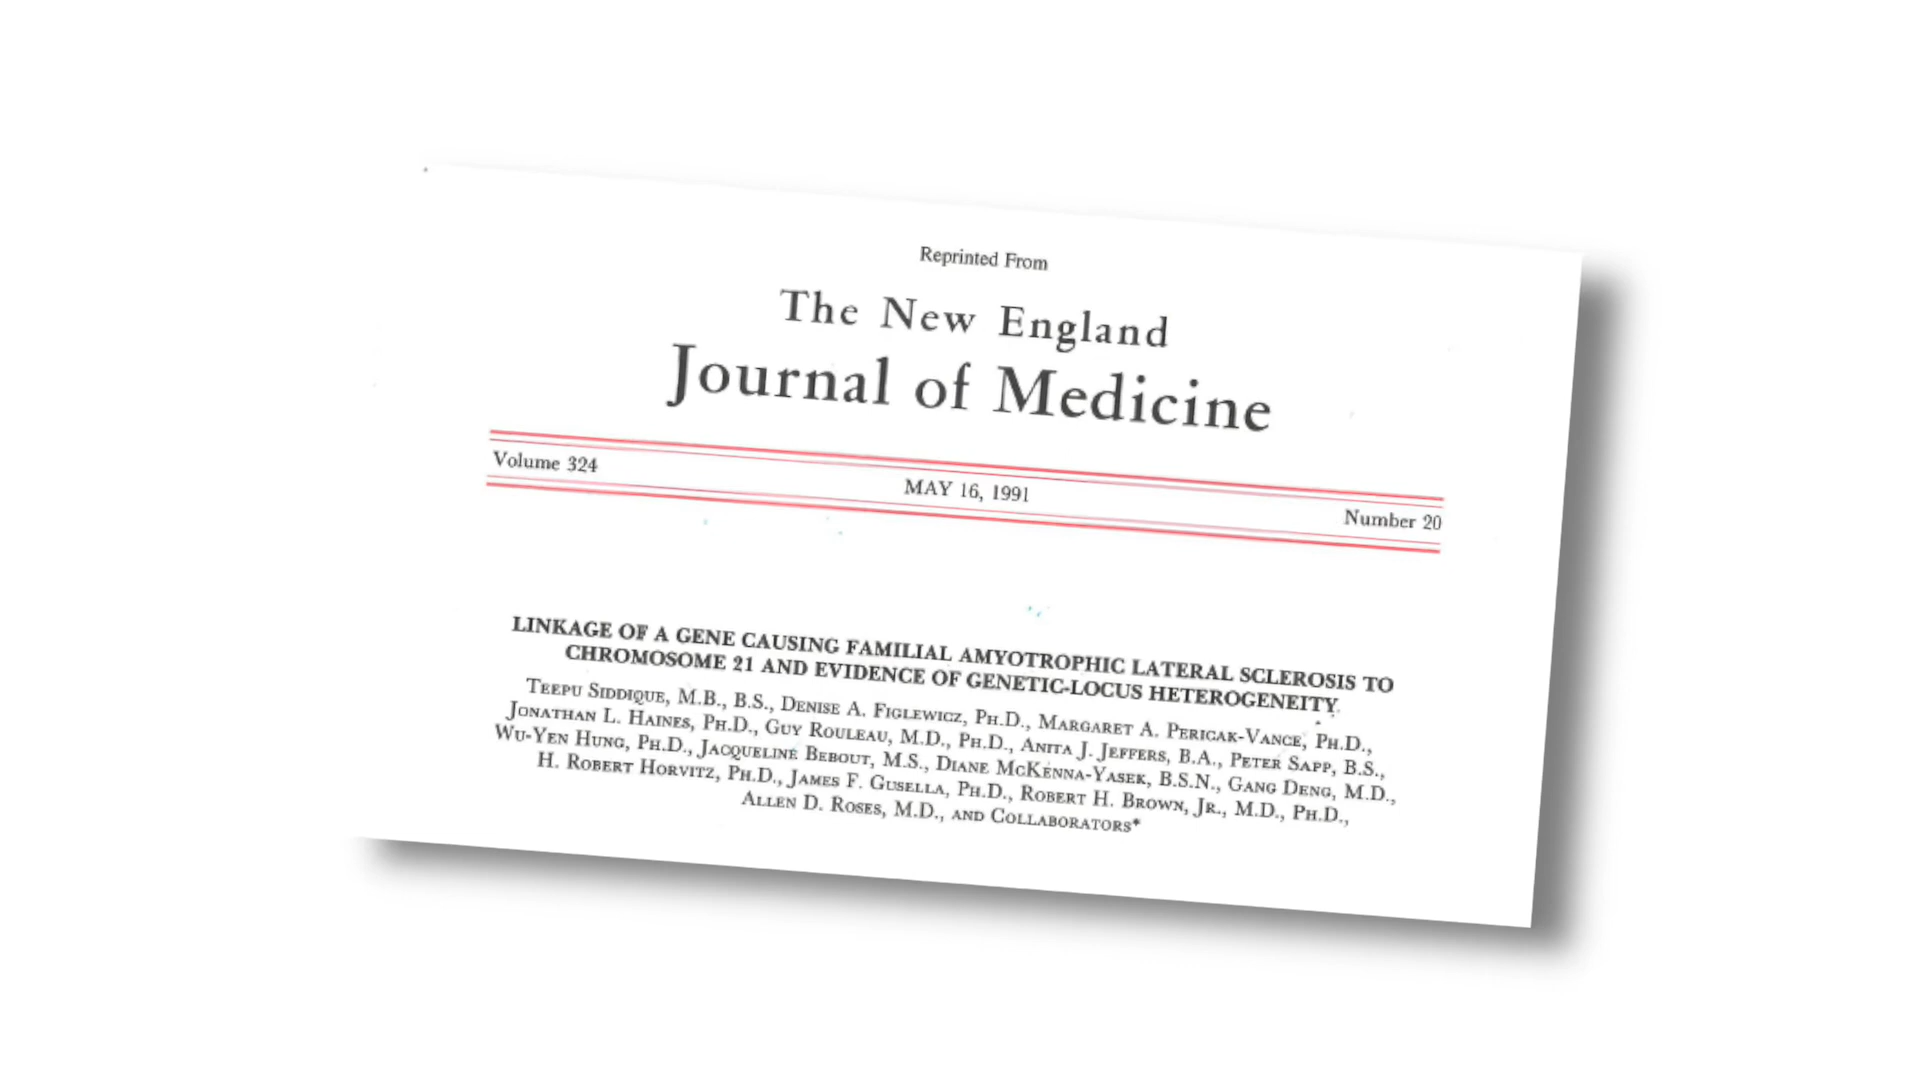 Reprinted From
The New England
Journal of Medicine
Volume 324
MAY 16, 1991
Number 20
LINKAGE OF A GENE CAUSING FAMILIAL AMYOTROPHIC LATERAL SCLEROSIS TO
CHROMOSOME 21 AND EVIDENCE OF GENETIC-LOCUS HETEROGENEITY
TEEPU SIDDIQUE, M.B., B.S., DENISE A. FIGLEWICZ, PH.D., MARGARET A. PERICAK-VANCE, PH.D.,
JONATHAN L. HAINES, PH.D., GUY ROULEAU, M.D., PH.D., ANITA J. JEFFERS, B.A., PETER SAPP, B.S.,
WU-YEN HUNG, PH.D., JACQUELINE BEBOUT, M.S., DIANE MCKENNA-YASEK, B.S.N., GANG DENG, M.D.,
H. ROBERT HORVITZ, PH.D., JAMES F. GUSELLA, PH.D., ROBERT H. BROWN, JR., M.D., PH.D.,
ALLEN D. ROSES, M.D., AND COLLABORATORS*